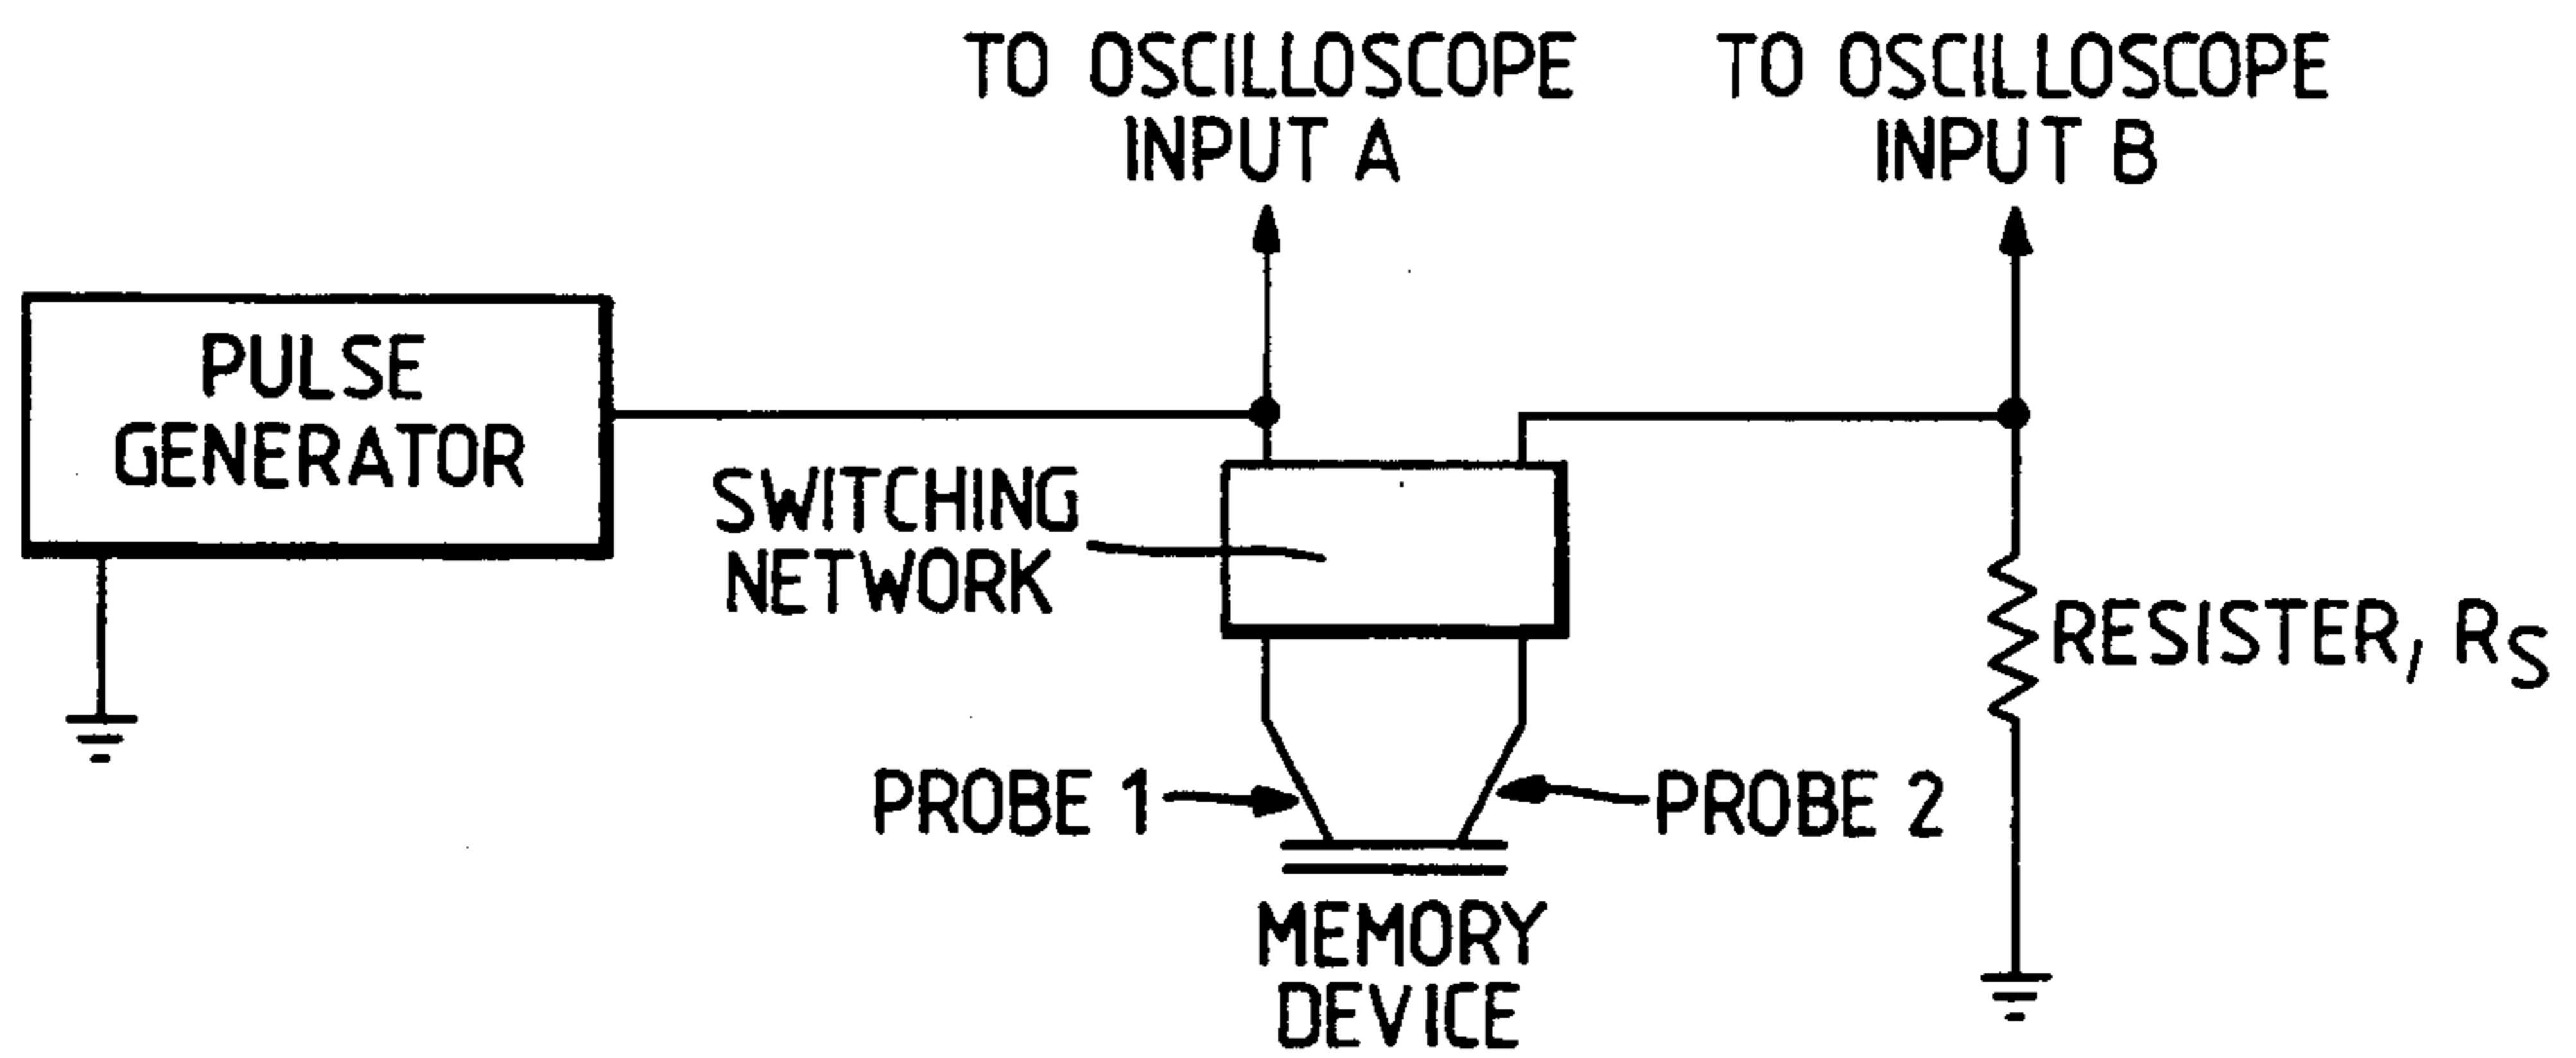 TO OSCILLOSCOPE
INPUT A
TO OSCILLOSCOPE
INPUT B
PULSE
GENERATOR
SWITCHING
NETWORK
RESISTER, RS
PROBE 1
PROBE 2
MEMORY
DEVICE